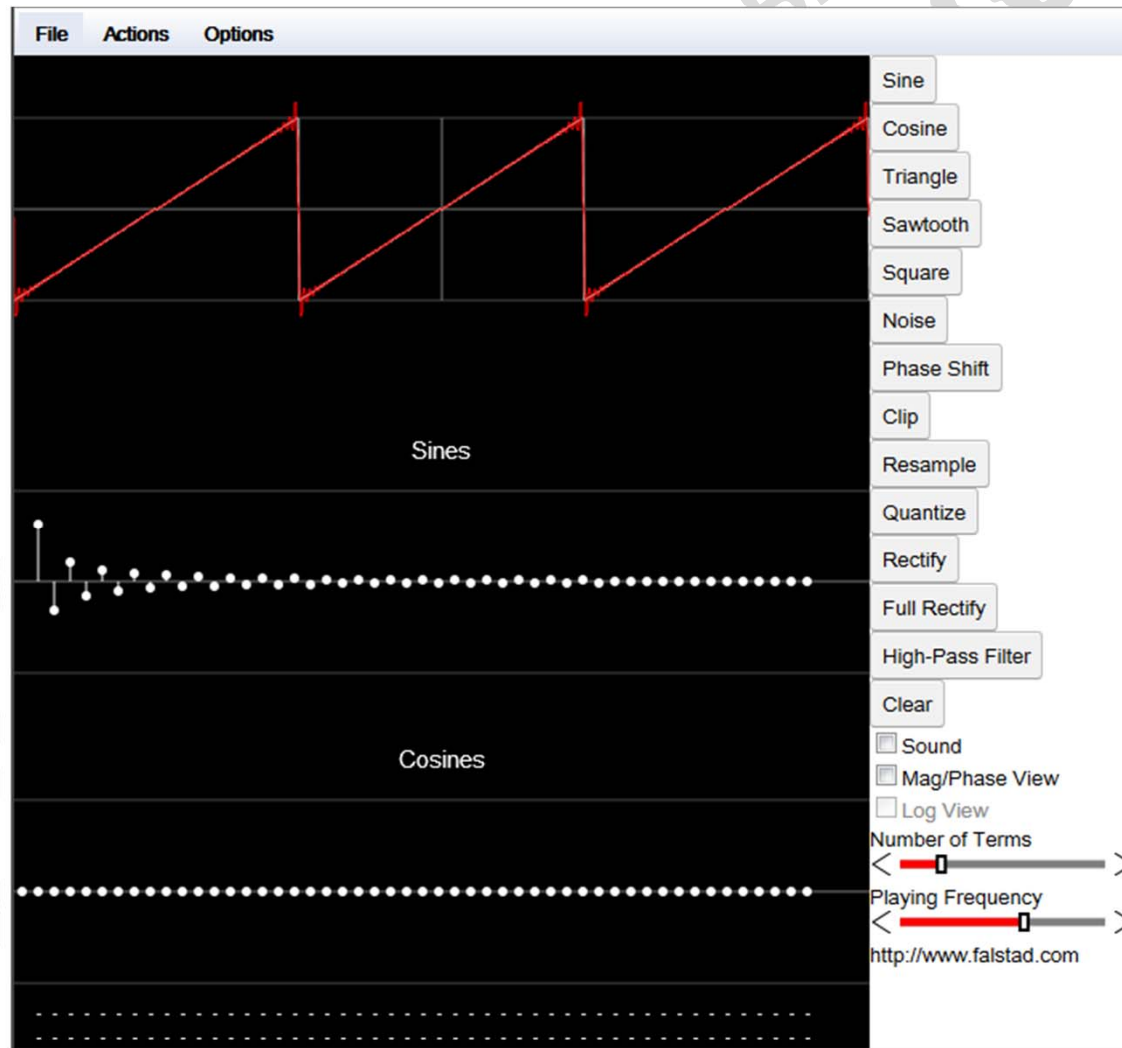 File Actions Options
Sine
Cosine
Triangle
Sawtooth
Square
Noise
Phase Shift
Clip
Sines
Resample
Quantize
Rectify
Full Rectify
High-Pass Filter
Clear
Cosines
Sound
Mag/Phase View
Log View
Number of Terms
Playing Frequency
http://www.falstad.com